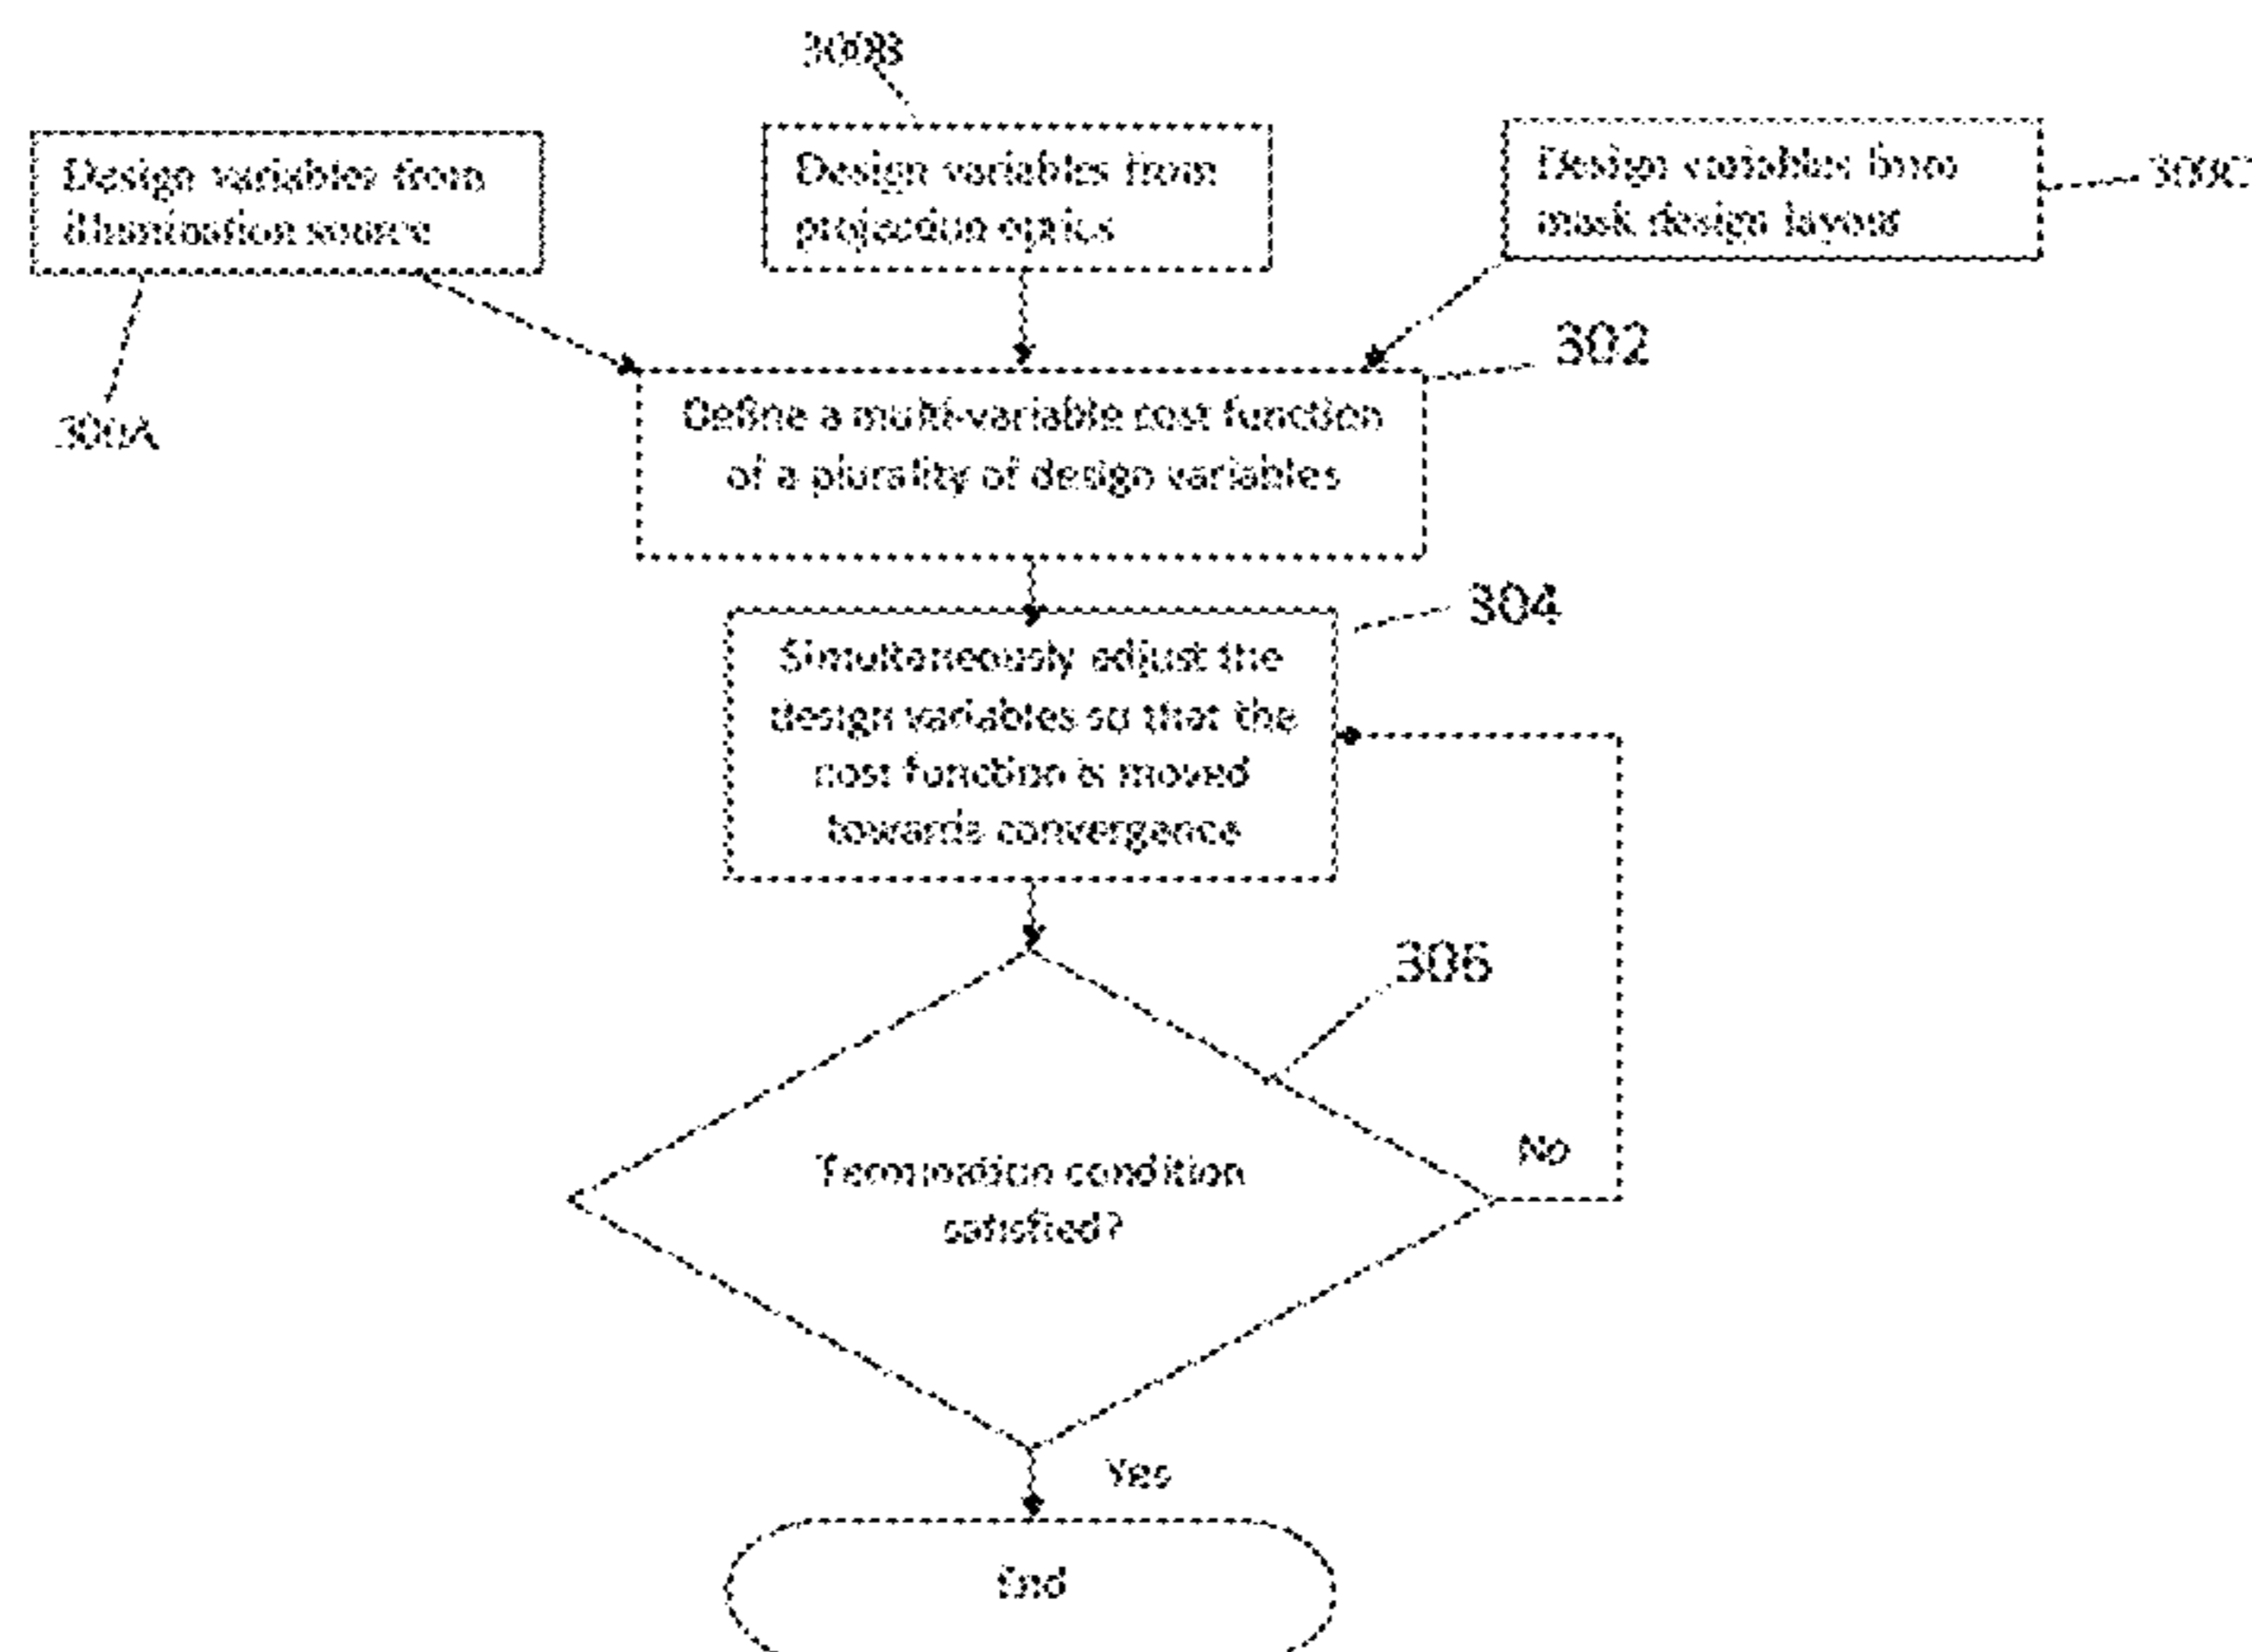 300B
Design variables from
illumination source
Design variables from
projection optics
Design variables from
mask design layout
300C
302
300A
Define a multi-variable cost function
of a plurality of design variables
304
Simultaneously adjust the
design variables so that the
cost function is moved
towards convergence
306
No
Termination condition
satisfied?
Yes
End